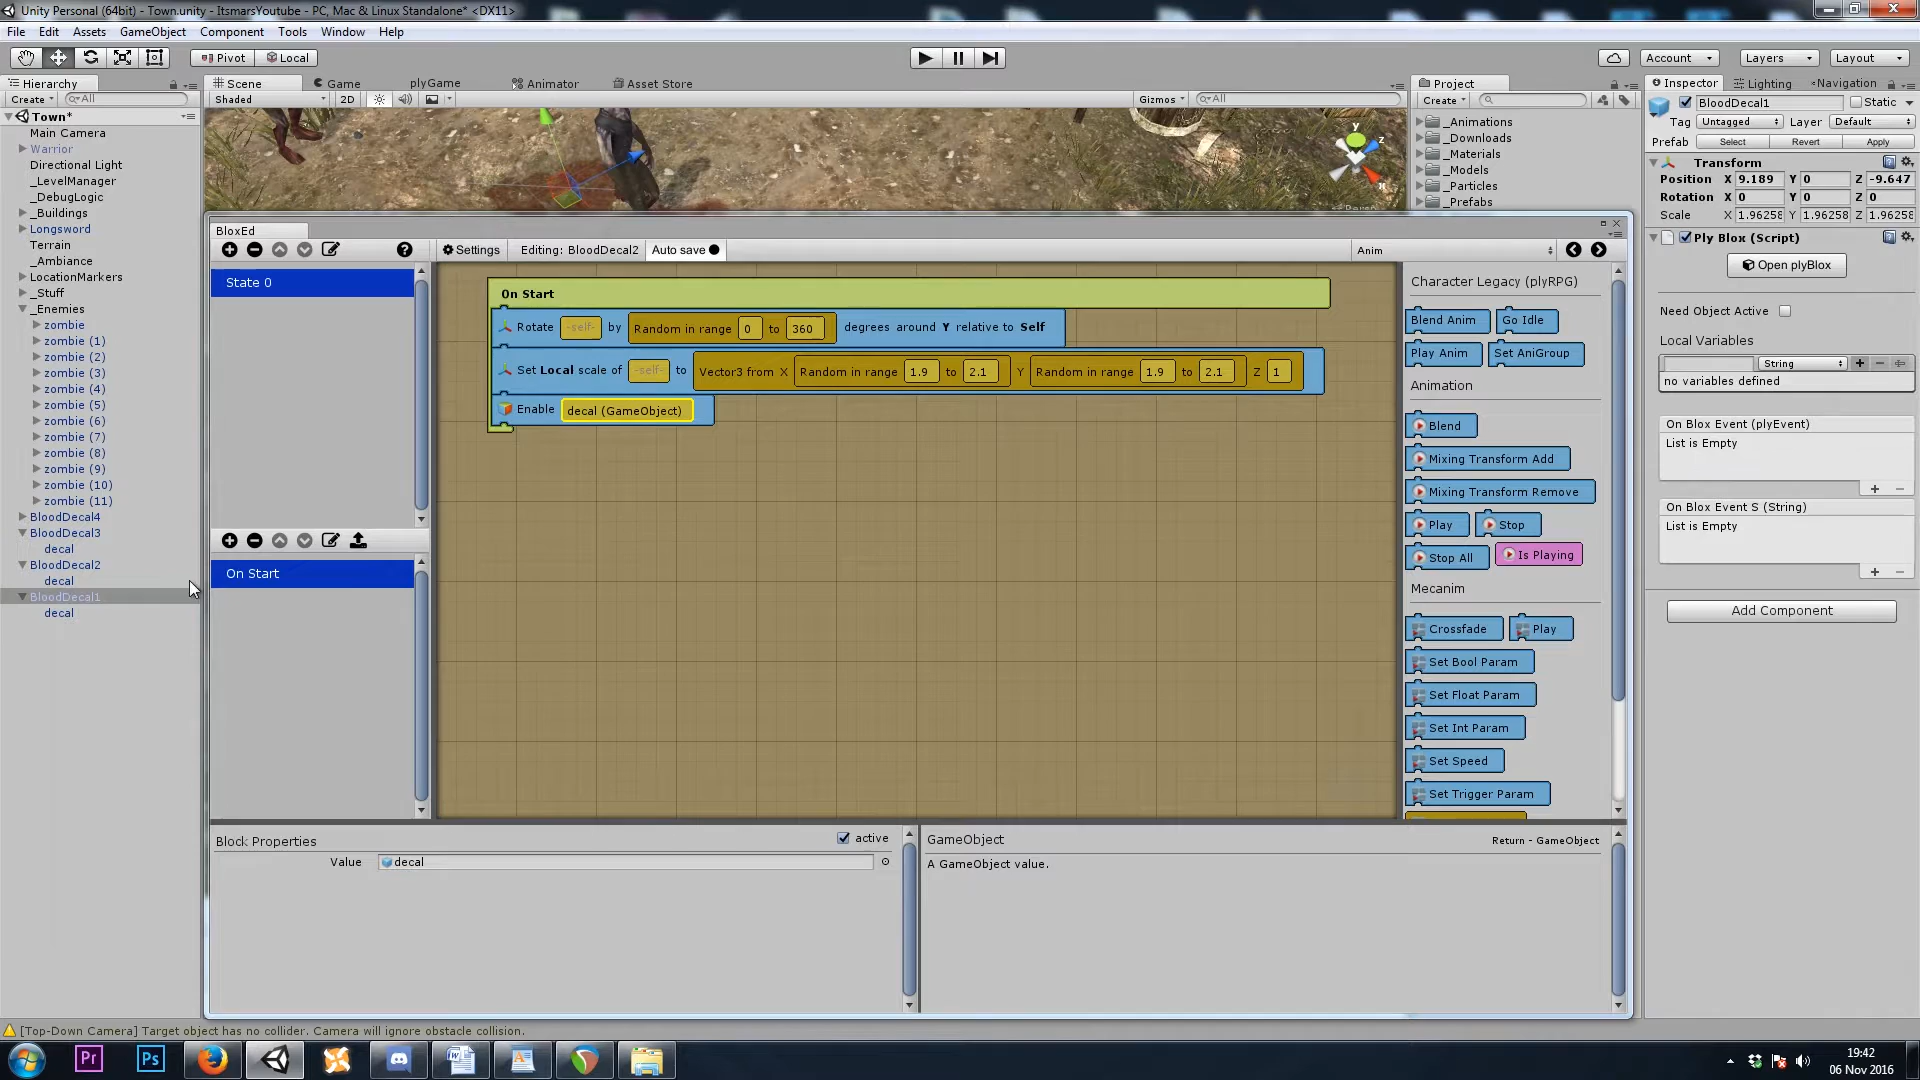 Unity Personal (64bit) - Town.unity - ItsmarsYoutube - PC, Mac & Linux Standalone* <DX11>
File Edit Assets GameObject Component Tools Window Help
Pivot Local Account Layers Layout
Hierarchy Scene Game plyGame Animator Asset Store Project Inspector Lighting Navigation
Create All Shaded 2D Gizmos All Create
BloodDecal1 Static
Tag Untagged Layer Default
Prefab Select Revert Apply
Transform
Position X 9.189 Y 0 Z -9.647
Rotation X 0 Y 0 Z 0
Scale X 1.96258 Y 1.96258 Z 1.96258
Ply Blox (Script)
Open plyBlox
Need Object Active
Local Variables
String
no variables defined
On Blox Event (plyEvent)
List is Empty
On Blox Event S (String)
List is Empty
Add Component
_Animations
_Downloads
_Materials
_Models
_Particles
_Prefabs
y
z
x
Persp
Town*
Main Camera
Warrior
Directional Light
_LevelManager
_DebugLogic
_Buildings
Longsword
Terrain
_Ambiance
LocationMarkers
_Stuff
_Enemies
zombie
zombie (1)
zombie (2)
zombie (3)
zombie (4)
zombie (5)
zombie (6)
zombie (7)
zombie (8)
zombie (9)
zombie (10)
zombie (11)
BloodDecal4
BloodDecal3
decal
BloodDecal2
decal
BloodDecal1
decal
BloxEd
Settings Editing: BloodDecal2 Auto save Anim
State 0
On Start
On Start
Rotate -self- by Random in range 0 to 360 degrees around Y relative to Self
Set Local scale of -self- to Vector3 from X Random in range 1.9 to 2.1 Y Random in range 1.9 to 2.1 Z 1
Enable decal (GameObject)
Character Legacy (plyRPG)
Blend Anim Go Idle
Play Anim Set AniGroup
Animation
Blend
Mixing Transform Add
Mixing Transform Remove
Play Stop
Stop All Is Playing
Mecanim
Crossfade Play
Set Bool Param
Set Float Param
Set Int Param
Set Speed
Set Trigger Param
Block Properties active
Value decal
GameObject Return - GameObject
A GameObject value.
[Top-Down Camera] Target object has no collider. Camera will ignore obstacle collision.
Pr Ps
19:42
06 Nov 2016